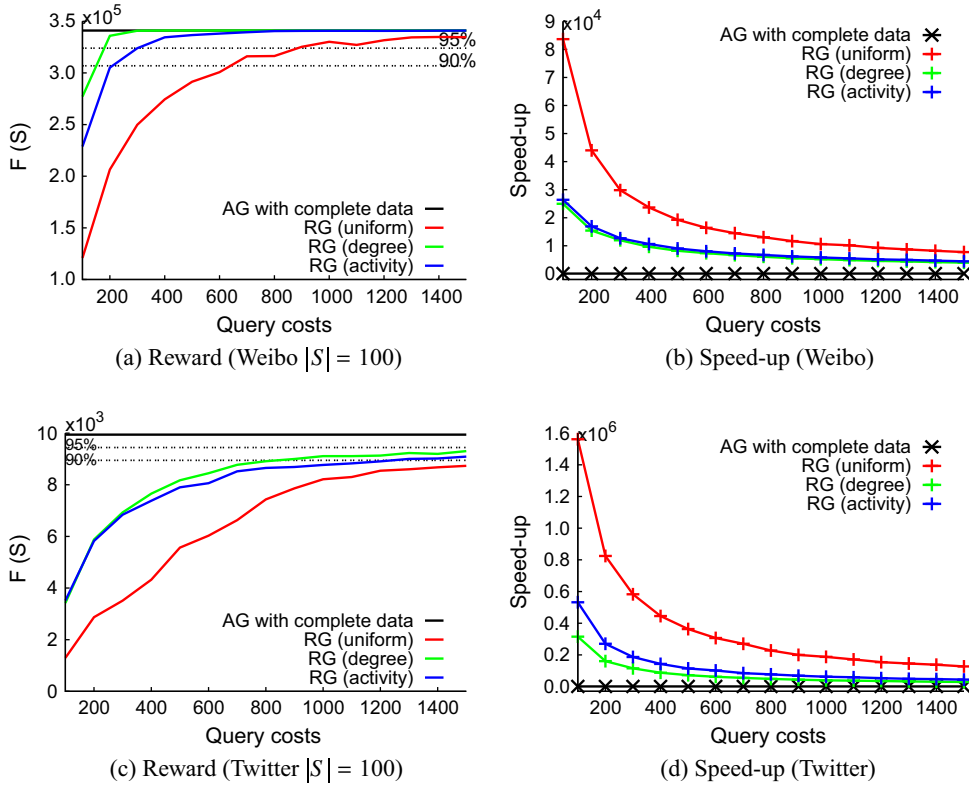 x10^5
3.5
3.0
2.5
2.0
1.5
1.0
F (S)
95%
90%
AG with complete data
RG (uniform)
RG (degree)
RG (activity)
200 400 600 800 1000 1200 1400
Query costs
(a) Reward (Weibo |S| = 100)
x10^4
9
8
7
6
5
4
3
2
1
0
Speed-up
AG with complete data
RG (uniform)
RG (degree)
RG (activity)
200 400 600 800 1000 1200 1400
Query costs
(b) Speed-up (Weibo)
x10^3
10
8
6
4
2
0
F (S)
95%
90%
AG with complete data
RG (uniform)
RG (degree)
RG (activity)
200 400 600 800 1000 1200 1400
Query costs
(c) Reward (Twitter |S| = 100)
x10^6
1.6
1.4
1.2
1.0
0.8
0.6
0.4
0.2
0.0
Speed-up
AG with complete data
RG (uniform)
RG (degree)
RG (activity)
200 400 600 800 1000 1200 1400
Query costs
(d) Speed-up (Twitter)